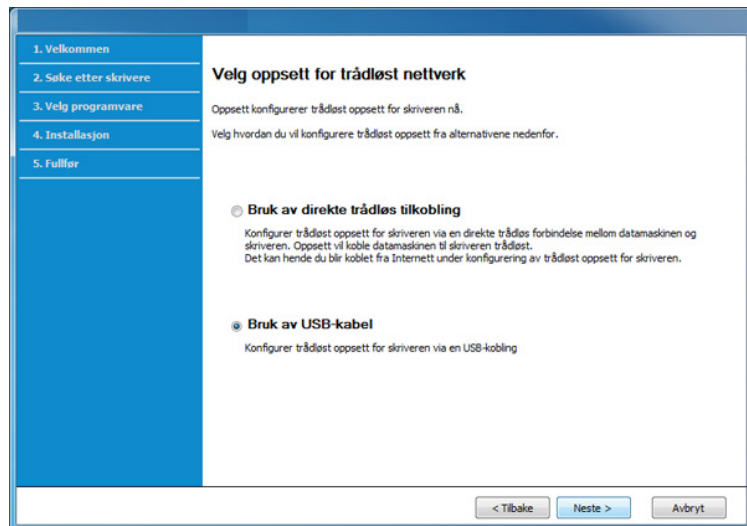 1. Velkommen
2. Søke etter skrivere
3. Velg programvare
4. Installasjon
5. Fullfør
Velg oppsett for trådløst nettverk
Oppsett konfigurerer trådløst oppsett for skriveren nå.
Velg hvordan du vil konfigurere trådløst oppsett fra alternativene nedenfor.
Bruk av direkte trådløs tilkobling
Konfigurer trådløst oppsett for skriveren via en direkte trådløs forbindelse mellom datamaskinen og
skriveren. Oppsett vil koble datamaskinen til skriveren trådløst.
Det kan hende du blir koblet fra Internett under konfigurering av trådløst oppsett for skriveren.
Bruk av USB-kabel
Konfigurer trådløst oppsett for skriveren via en USB-kobling
< Tilbake
Neste >
Avbryt